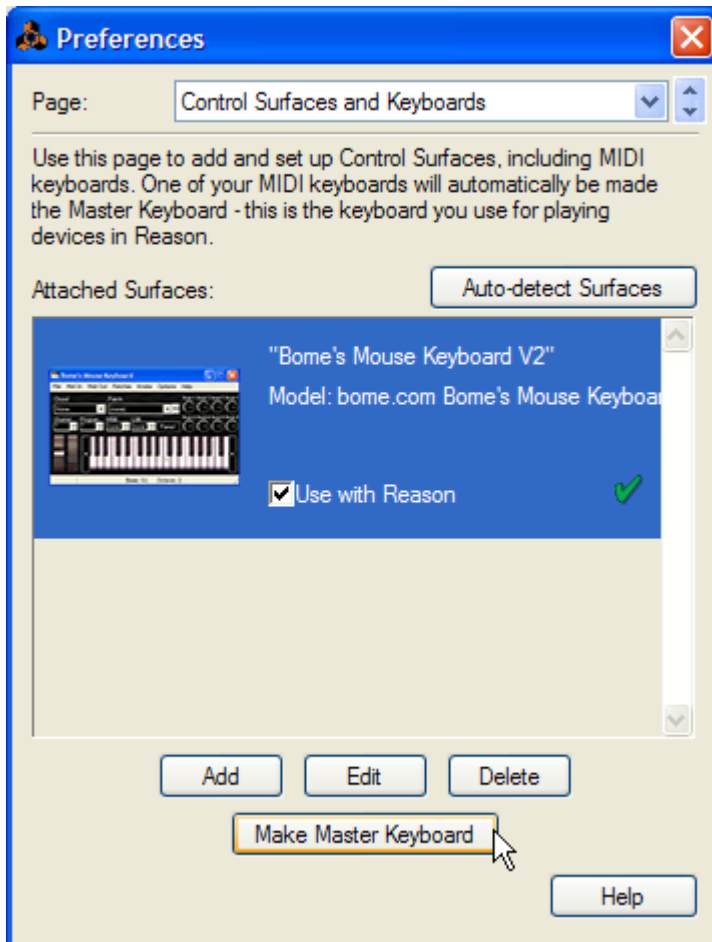 Preferences
Page: Control Surfaces and Keyboards
Use this page to add and set up Control Surfaces, including MIDI
keyboards. One of your MIDI keyboards will automatically be made
the Master Keyboard - this is the keyboard you use for playing
devices in Reason.
Attached Surfaces: Auto-detect Surfaces
"Bome's Mouse Keyboard V2"
Model: bome.com Bome's Mouse Keyboar
Use with Reason
Add Edit Delete
Make Master Keyboard
Help